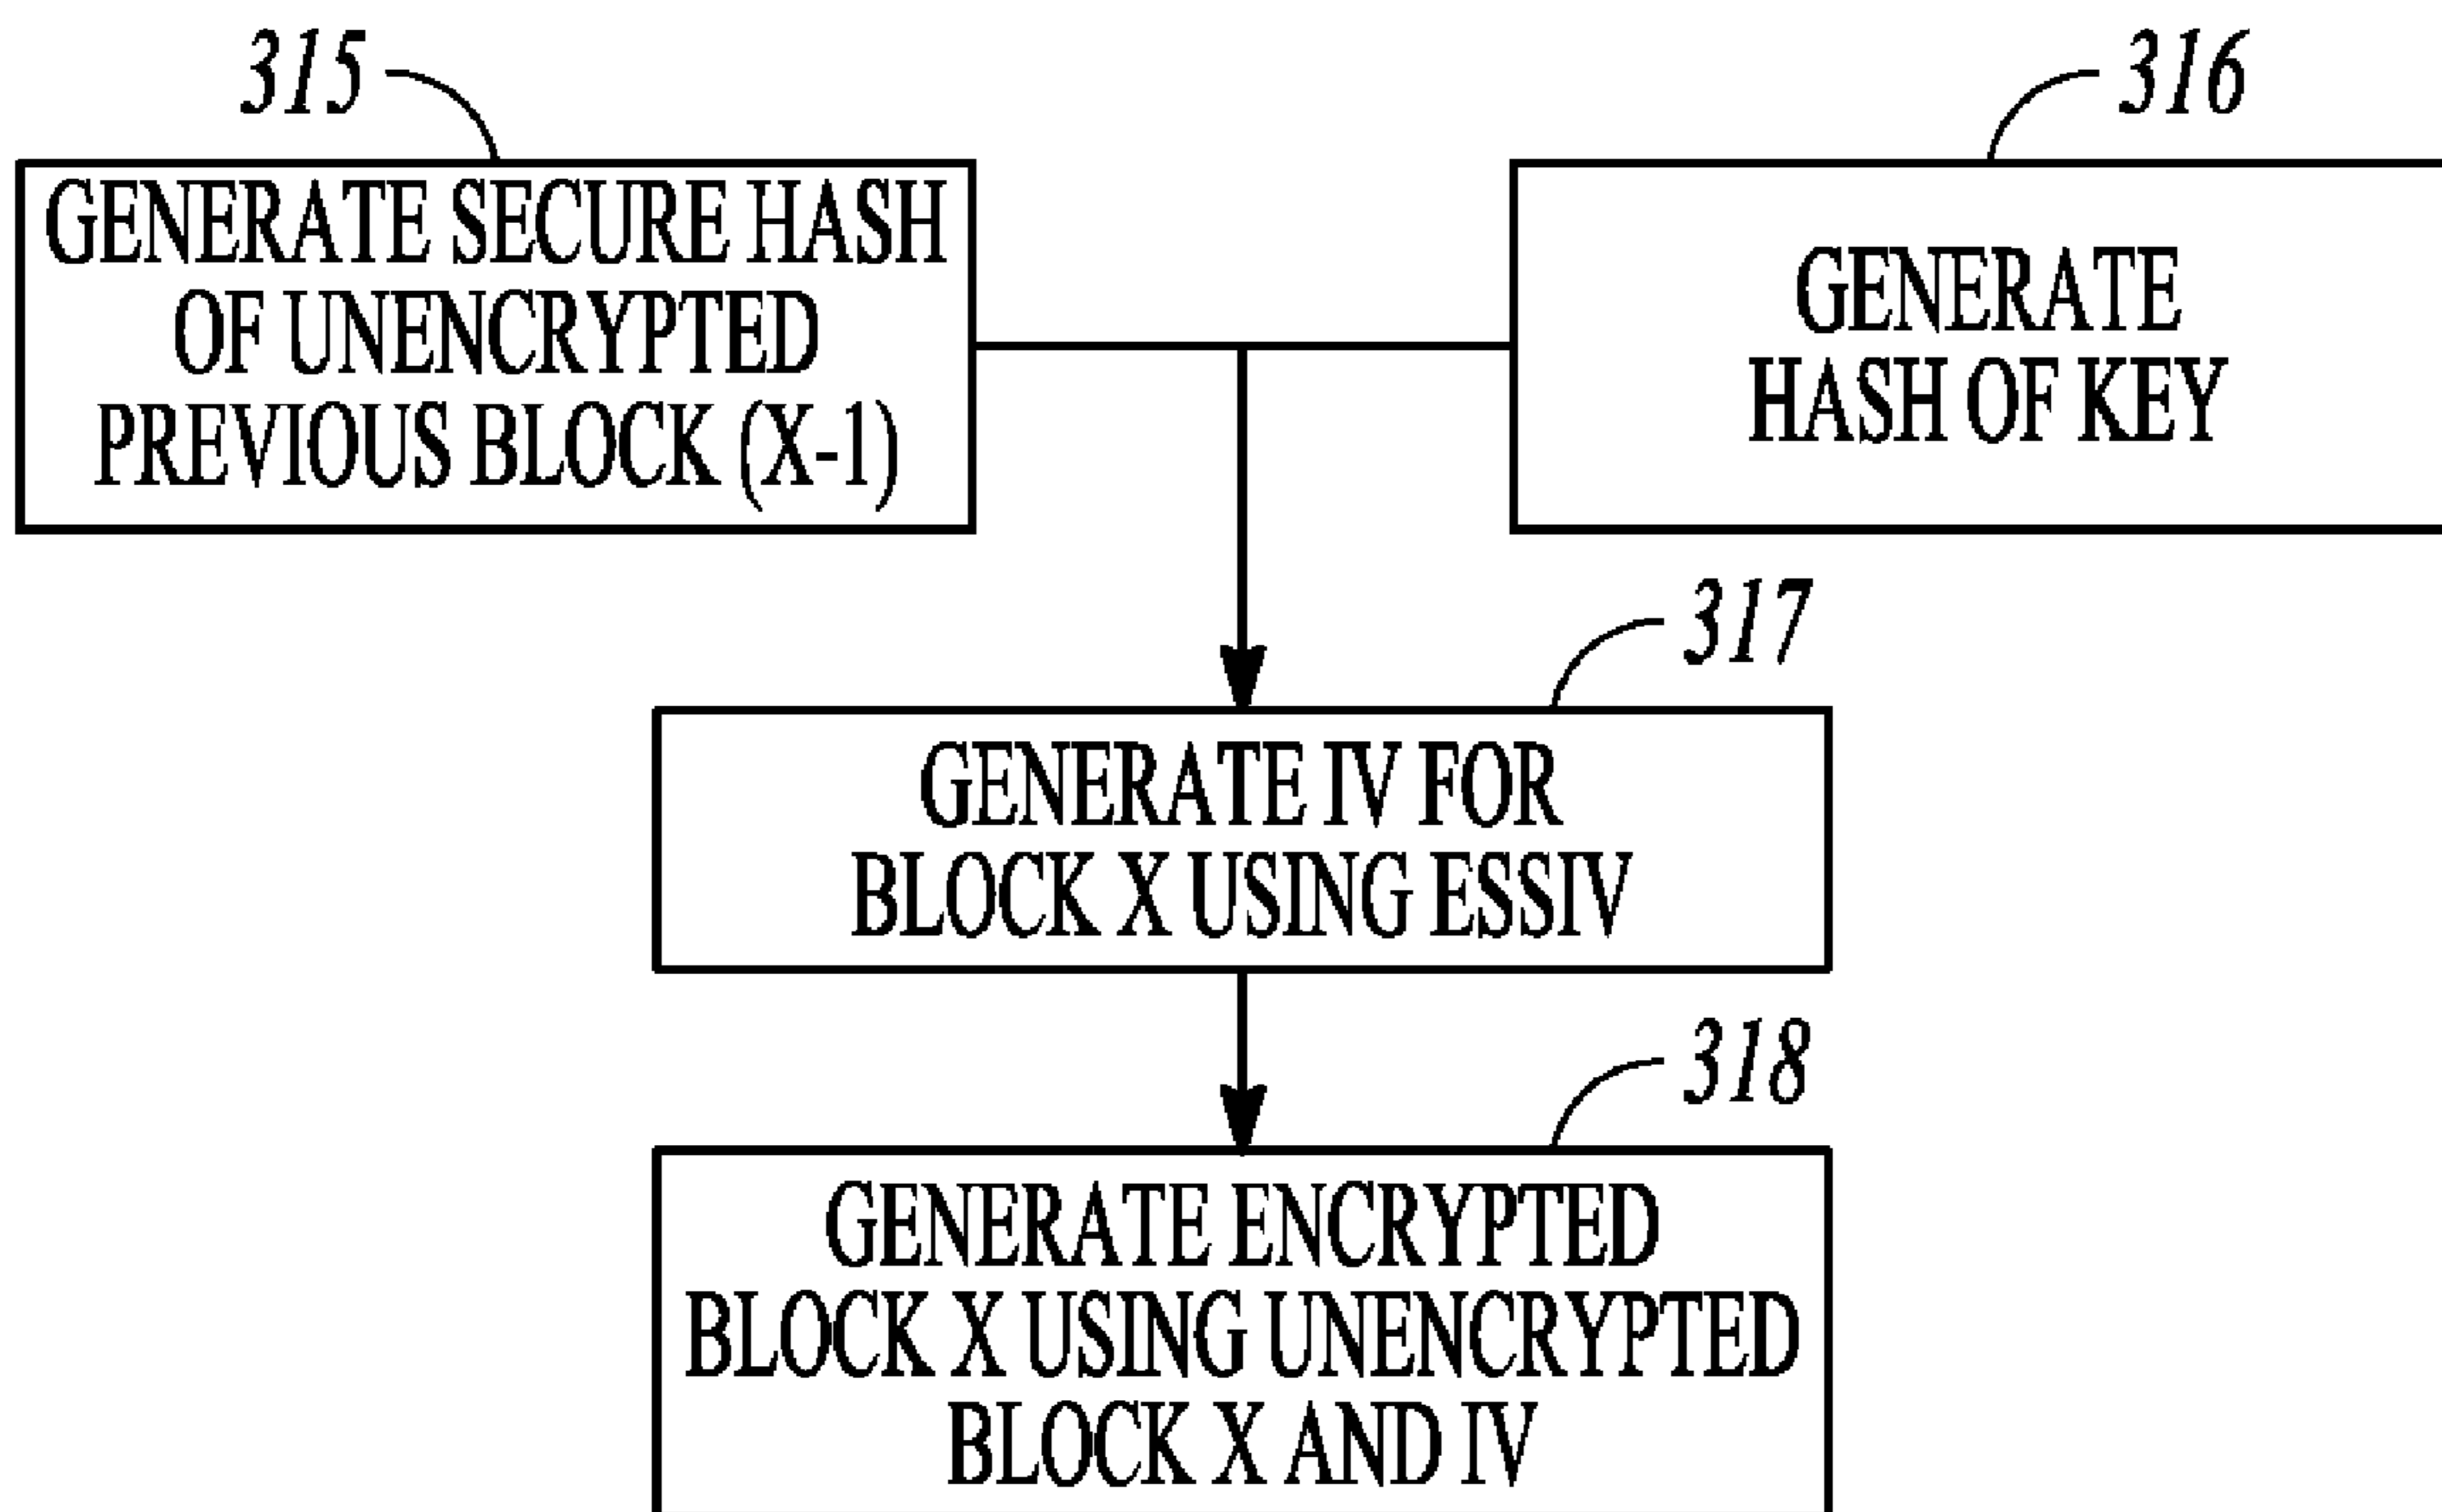 315
GENERATE SECURE HASH
OF UNENCRYPTED
PREVIOUS BLOCK (X-1)
316
GENERATE
HASH OF KEY
317
GENERATE IV FOR
BLOCK X USING ESSIV
318
GENERATE ENCRYPTED
BLOCK X USING UNENCRYPTED
BLOCK X AND IV